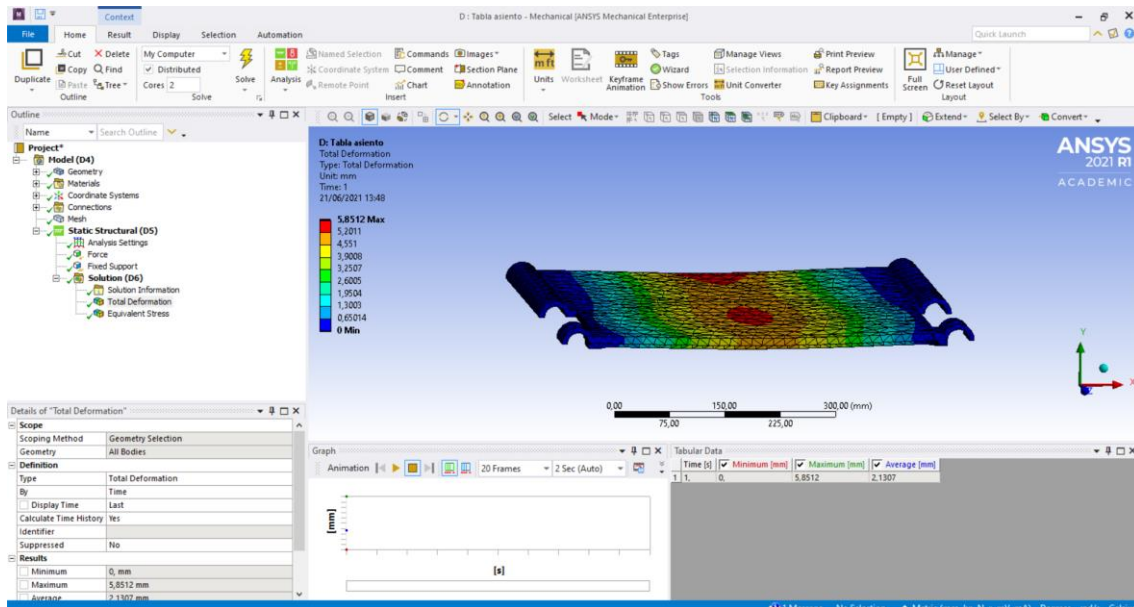 Context
D : Tabla asiento - Mechanical [ANSYS Mechanical Enterprise]
File Home Result Display Selection Automation Quick Launch
Duplicate
Cut
Copy
Paste
Delete
Find
Tree
Outline
My Computer
Distributed
Cores 2
Solve
Solve
Analysis
Named Selection
Coordinate System
Remote Point
Commands
Comment
Chart
Images
Section Plane
Annotation
Insert
Units
Worksheet
Keyframe
Animation
Tags
Wizard
Show Errors
Manage Views
Selection Information
Unit Converter
Print Preview
Report Preview
Key Assignments
Tools
Full
Screen
Manage
User Defined
Reset Layout
Layout
Outline
Name Search Outline
Project*
Model (D4)
Geometry
Materials
Coordinate Systems
Connections
Mesh
Static Structural (D5)
Analysis Settings
Force
Fixed Support
Solution (D6)
Solution Information
Total Deformation
Equivalent Stress
Select Mode Clipboard [ Empty ] Extend Select By Convert
D: Tabla asiento
Total Deformation
Type: Total Deformation
Unit: mm
Time: 1
21/06/2021 13:48
5,8512 Max
5,2011
4,551
3,9008
3,2507
2,6005
1,9504
1,3003
0,65014
0 Min
ANSYS
2021 R1
ACADEMIC
Y
X
0,00 150,00 300,00 (mm)
75,00 225,00
Details of "Total Deformation"
Scope
Scoping Method Geometry Selection
Geometry All Bodies
Definition
Type Total Deformation
By Time
Display Time Last
Calculate Time History Yes
Identifier
Suppressed No
Results
Minimum 0, mm
Maximum 5,8512 mm
Average 2,1307 mm
Graph
Animation 20 Frames 2 Sec (Auto)
[mm]
[s]
Tabular Data
Time [s] Minimum [mm] Maximum [mm] Average [mm]
1 1, 0, 5,8512 2,1307